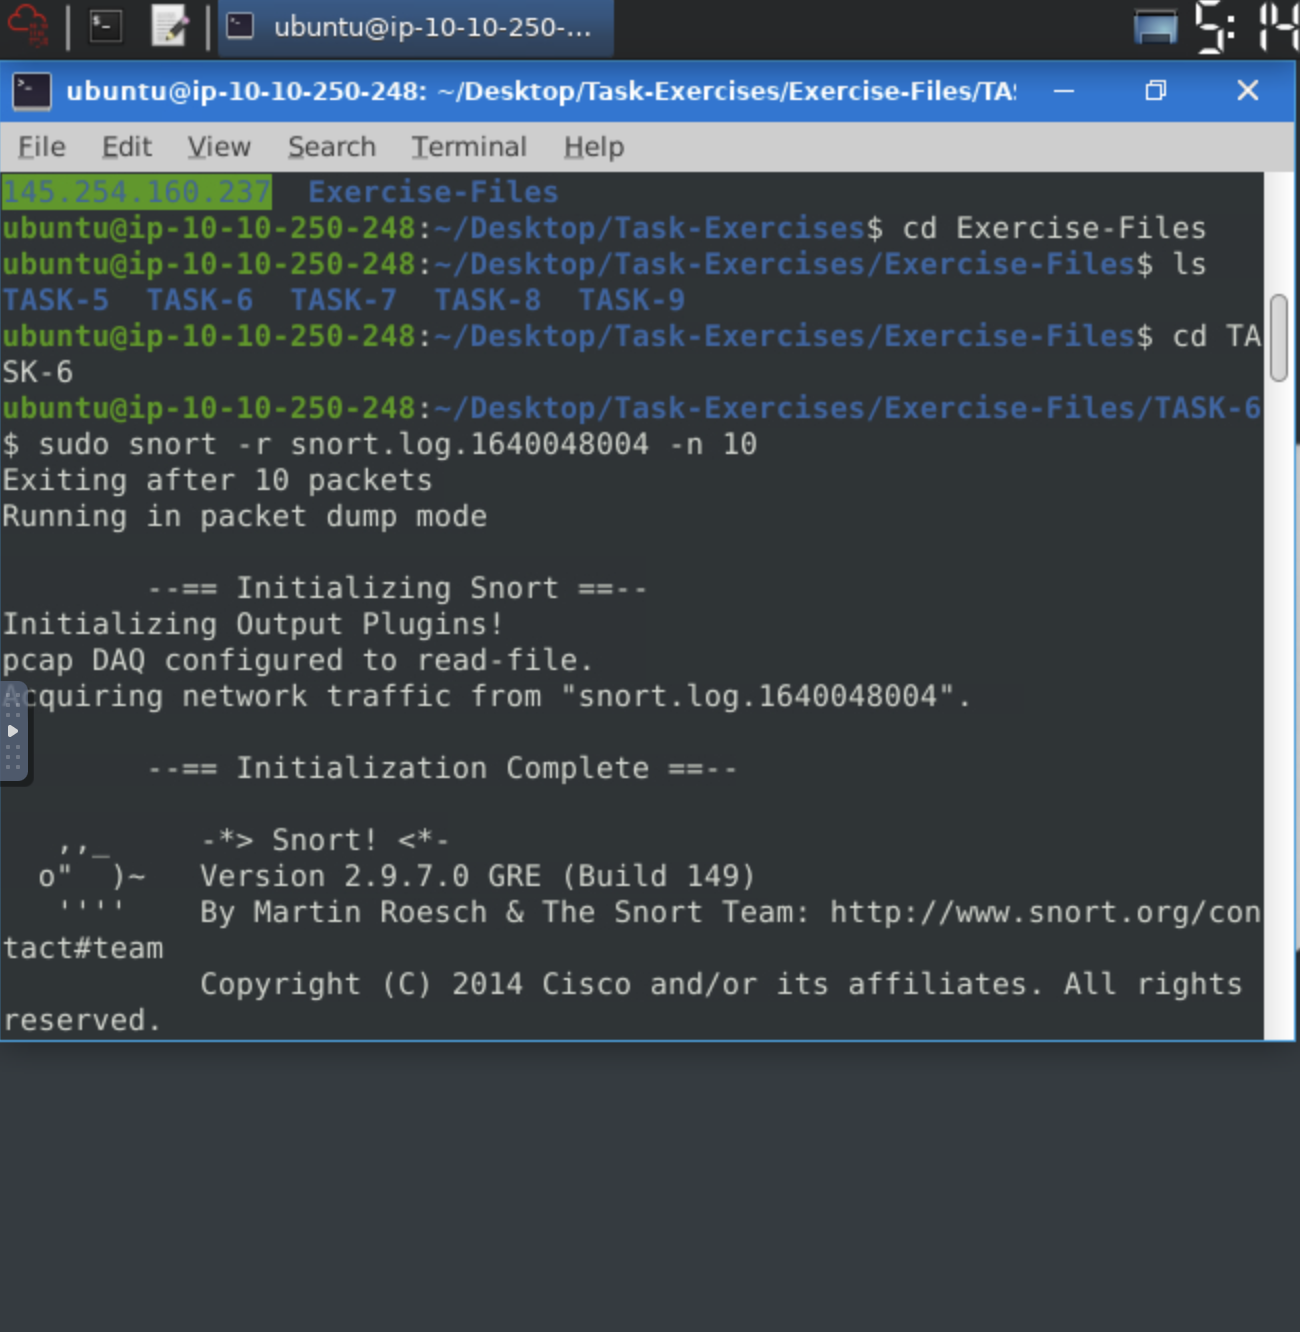 ubuntu@ip-10-10-250-...
5:14
ubuntu@ip-10-10-250-248: ~/Desktop/Task-Exercises/Exercise-Files/TAS
File Edit View Search Terminal Help
145.254.160.237  Exercise-Files
ubuntu@ip-10-10-250-248:~/Desktop/Task-Exercises$ cd Exercise-Files
ubuntu@ip-10-10-250-248:~/Desktop/Task-Exercises/Exercise-Files$ ls
TASK-5  TASK-6  TASK-7  TASK-8  TASK-9
ubuntu@ip-10-10-250-248:~/Desktop/Task-Exercises/Exercise-Files$ cd TA
SK-6
ubuntu@ip-10-10-250-248:~/Desktop/Task-Exercises/Exercise-Files/TASK-6
$ sudo snort -r snort.log.1640048004 -n 10
Exiting after 10 packets
Running in packet dump mode
        --== Initializing Snort ==--
Initializing Output Plugins!
pcap DAQ configured to read-file.
Acquiring network traffic from "snort.log.1640048004".
        --== Initialization Complete ==--
   ,,_     -*> Snort! <*-
  o"  )~   Version 2.9.7.0 GRE (Build 149)
   ''''    By Martin Roesch & The Snort Team: http://www.snort.org/con
tact#team
           Copyright (C) 2014 Cisco and/or its affiliates. All rights
reserved.